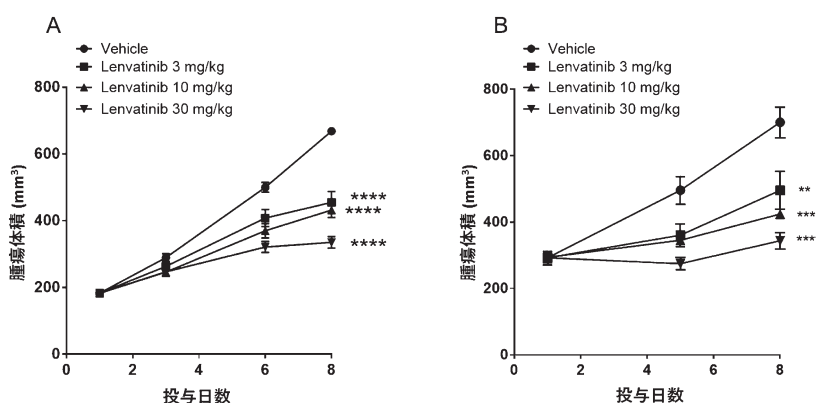 A
Vehicle
Lenvatinib 3 mg/kg
Lenvatinib 10 mg/kg
Lenvatinib 30 mg/kg
800
600
400
200
0
腫瘍体積 (mm³)
0 2 4 6 8
投与日数
****
****
****
B
Vehicle
Lenvatinib 3 mg/kg
Lenvatinib 10 mg/kg
Lenvatinib 30 mg/kg
800
600
400
200
0
腫瘍体積 (mm³)
0 2 4 6 8
投与日数
**
***
***